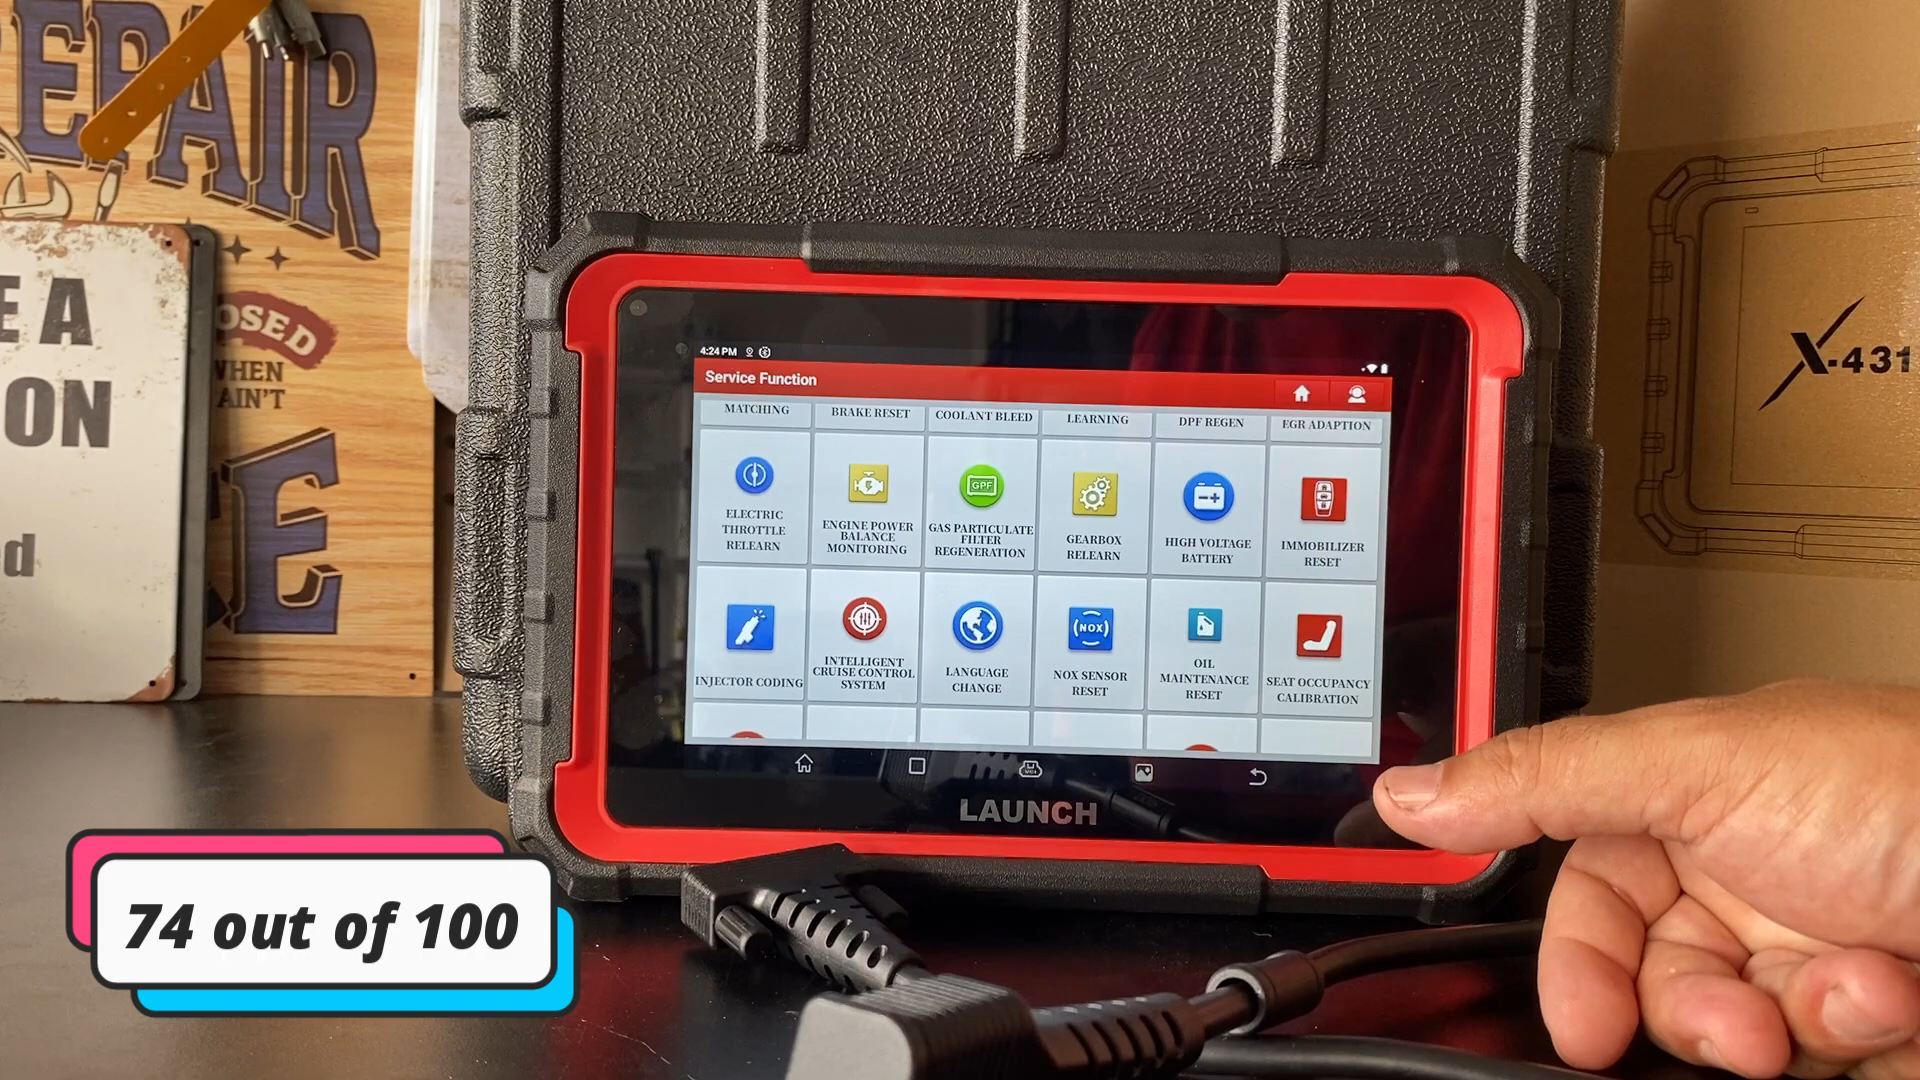 REPAIR
E A
ON
OSED
WHEN
AIN'T
E
d
X-431
4:24 PM
Service Function
MATCHING
BRAKE RESET
COOLANT BLEED
LEARNING
DPF REGEN
EGR ADAPTION
ELECTRIC
THROTTLE
RELEARN
ENGINE POWER
BALANCE
MONITORING
GPF
GAS PARTICULATE
FILTER
REGENERATION
GEARBOX
RELEARN
HIGH VOLTAGE
BATTERY
IMMOBILIZER
RESET
INJECTOR CODING
INTELLIGENT
CRUISE CONTROL
SYSTEM
LANGUAGE
CHANGE
NOX
NOX SENSOR
RESET
OIL
MAINTENANCE
RESET
SEAT OCCUPANCY
CALIBRATION
LAUNCH
74 out of 100